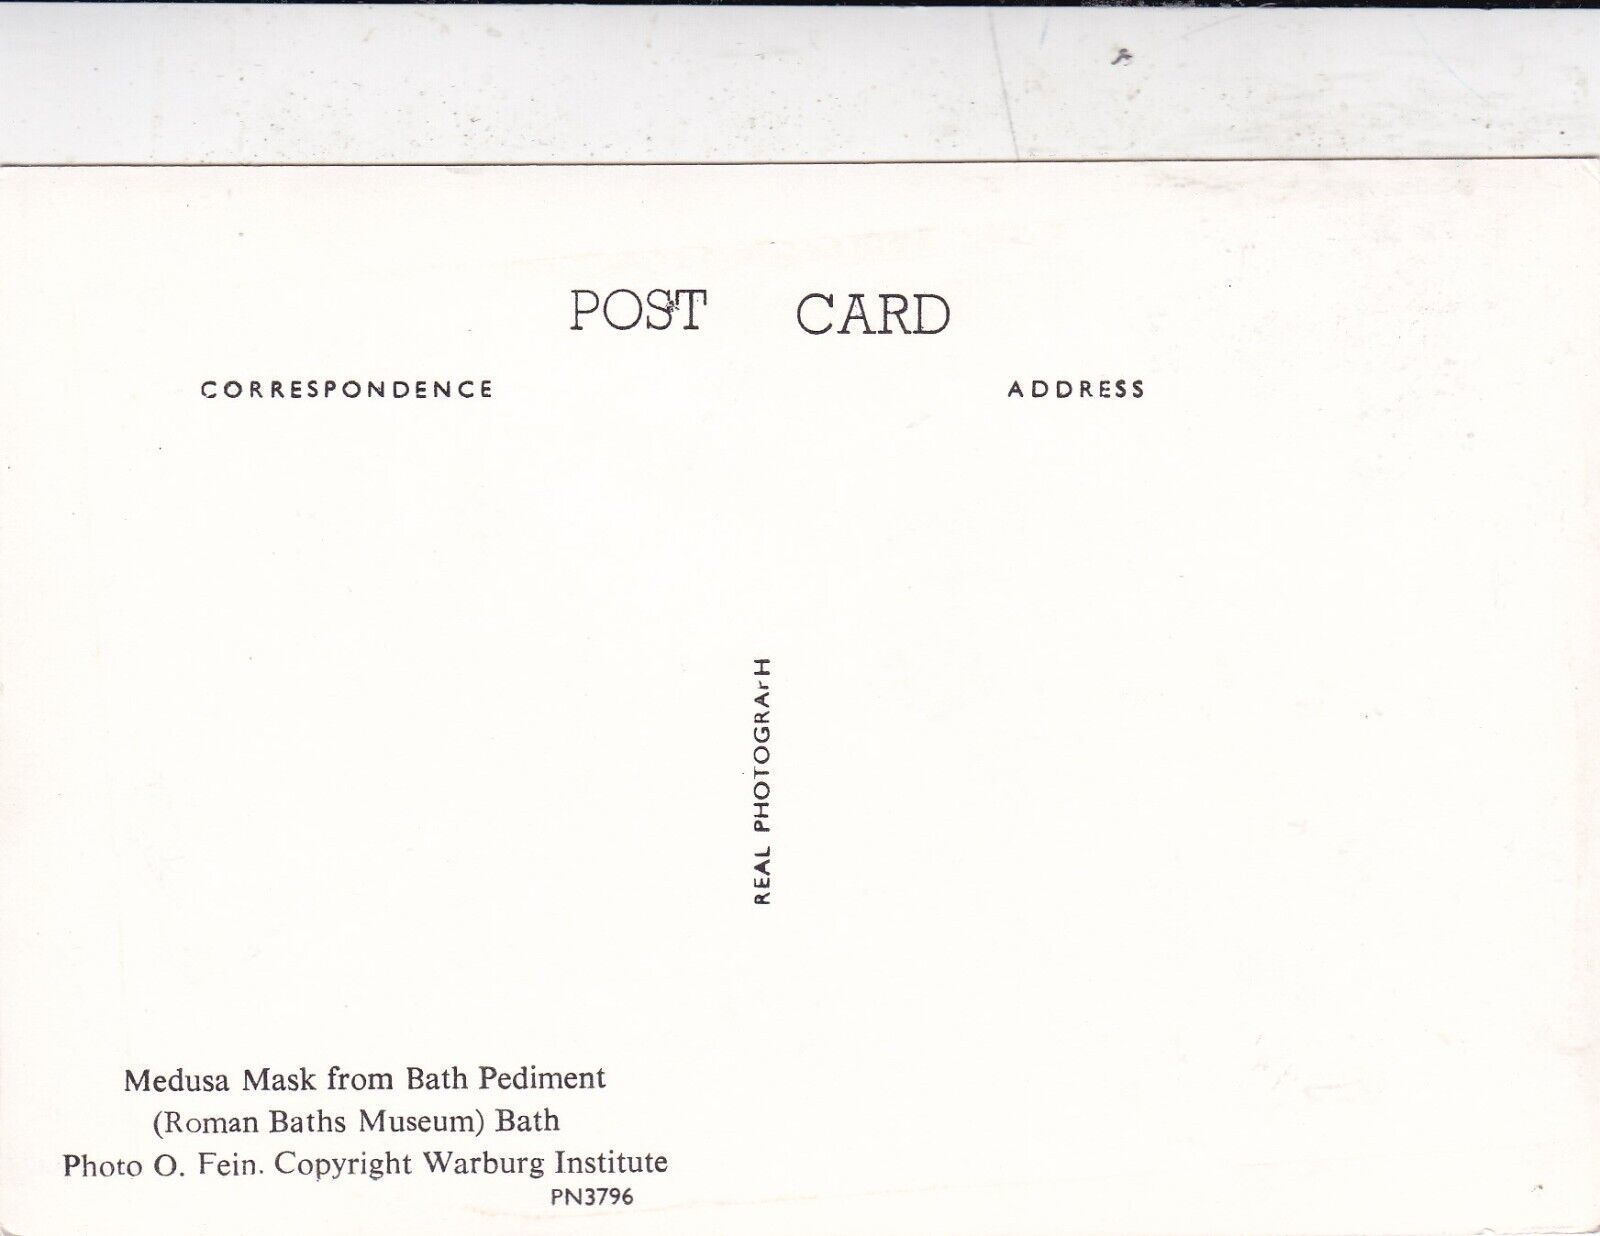 POST CARD
CORRESPONDENCE
ADDRESS
REAL PHOTOGRAPH
Medusa Mask from Bath Pediment
(Roman Baths Museum) Bath
Photo O. Fein. Copyright Warburg Institute
PN3796